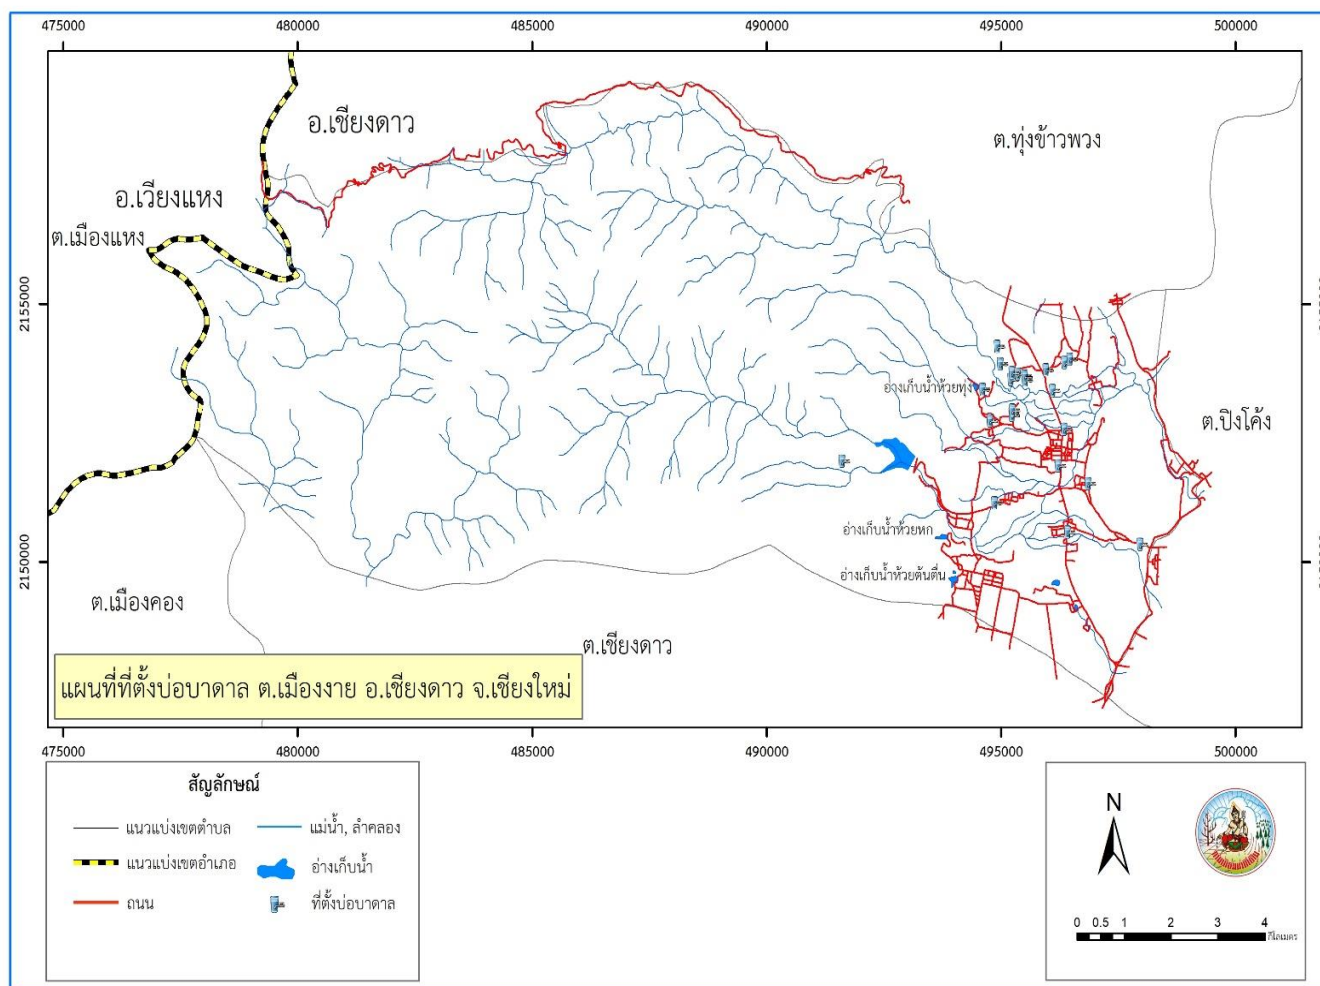 475000 480000 485000 490000 495000 500000
อ.เชียงดาว
ต.ทุ่งข้าวพวง
อ.เวียงแหง
ต.เมืองแหง
2155000
อ่างเก็บน้ำห้วยทุ่ง
ต.ปิงโค้ง
อ่างเก็บน้ำห้วยหก
2150000
อ่างเก็บน้ำห้วยต้นตื่น
ต.เมืองคอง
ต.เชียงดาว
แผนที่ที่ตั้งบ่อบาดาล ต.เมืองงาย อ.เชียงดาว จ.เชียงใหม่
475000 480000 485000 490000 495000 500000
สัญลักษณ์
แนวแบ่งเขตตำบล
แม่น้ำ, ลำคลอง
แนวแบ่งเขตอำเภอ
อ่างเก็บน้ำ
ถนน
ที่ตั้งบ่อบาดาล
N
0 0.5 1 2 3 4
กิโลเมตร